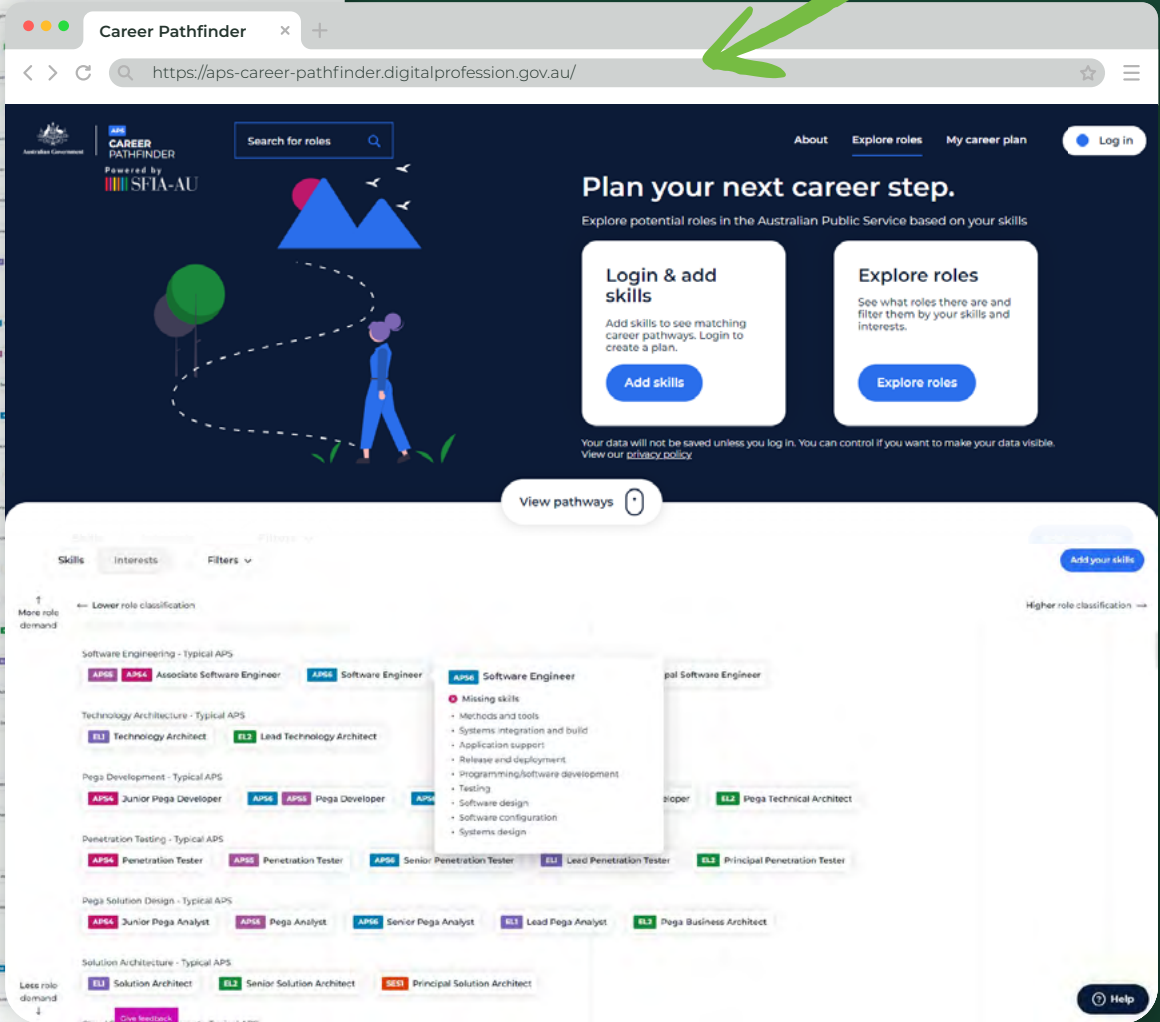 Career Pathfinder
https://aps-career-pathfinder.digitalprofession.gov.au/
Australian Government
APS
CAREER
PATHFINDER
Powered by
SFIA-AU
Search for roles
About
Explore roles
My career plan
Log in
Plan your next career step.
Explore potential roles in the Australian Public Service based on your skills
Login & add
skills
Add skills to see matching
career pathways. Login to
create a plan.
Add skills
Explore roles
See what roles there are and
filter them by your skills and
interests.
Explore roles
Your data will not be saved unless you log in. You can control if you want to make your data visible.
View our privacy policy
View pathways
Skills
Interests
Filters
Add your skills
More role
demand
← Lower role classification
Higher role classification →
Software Engineering - Typical APS
APS5 APS4 Associate Software Engineer
APS6 Software Engineer
pal Software Engineer
APS6 Software Engineer
Missing skills
• Methods and tools
• Systems integration and build
• Application support
• Release and deployment
• Programming/software development
• Testing
• Software design
• Software configuration
• Systems design
Technology Architecture - Typical APS
EL1 Technology Architect
EL2 Lead Technology Architect
Pega Development - Typical APS
APS4 Junior Pega Developer
APS6 APS5 Pega Developer
APS6
eloper
EL2 Pega Technical Architect
Penetration Testing - Typical APS
APS4 Penetration Tester
APS5 Penetration Tester
APS6 Senior Penetration Tester
EL1 Lead Penetration Tester
EL2 Principal Penetration Tester
Pega Solution Design - Typical APS
APS4 Junior Pega Analyst
APS5 Pega Analyst
APS6 Senior Pega Analyst
EL1 Lead Pega Analyst
EL2 Pega Business Architect
Solution Architecture - Typical APS
EL1 Solution Architect
EL2 Senior Solution Architect
SES1 Principal Solution Architect
Less role
demand
Give feedback
Help